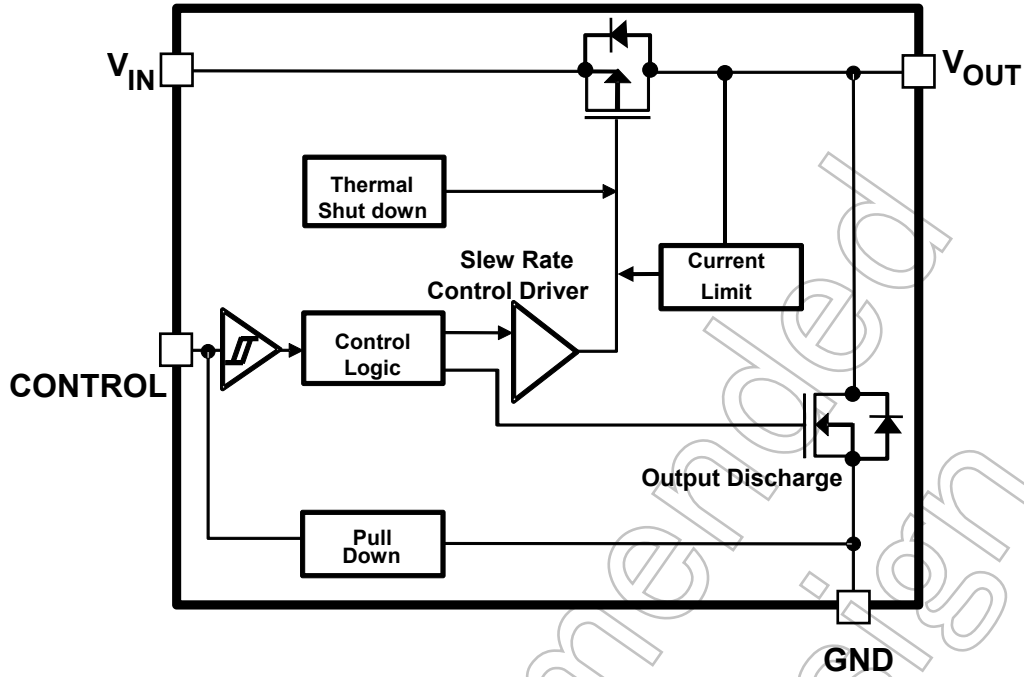 V_IN
V_OUT
Thermal
Shut down
Slew Rate
Control Driver
Current
Limit
Control
Logic
CONTROL
Output Discharge
Pull
Down
GND